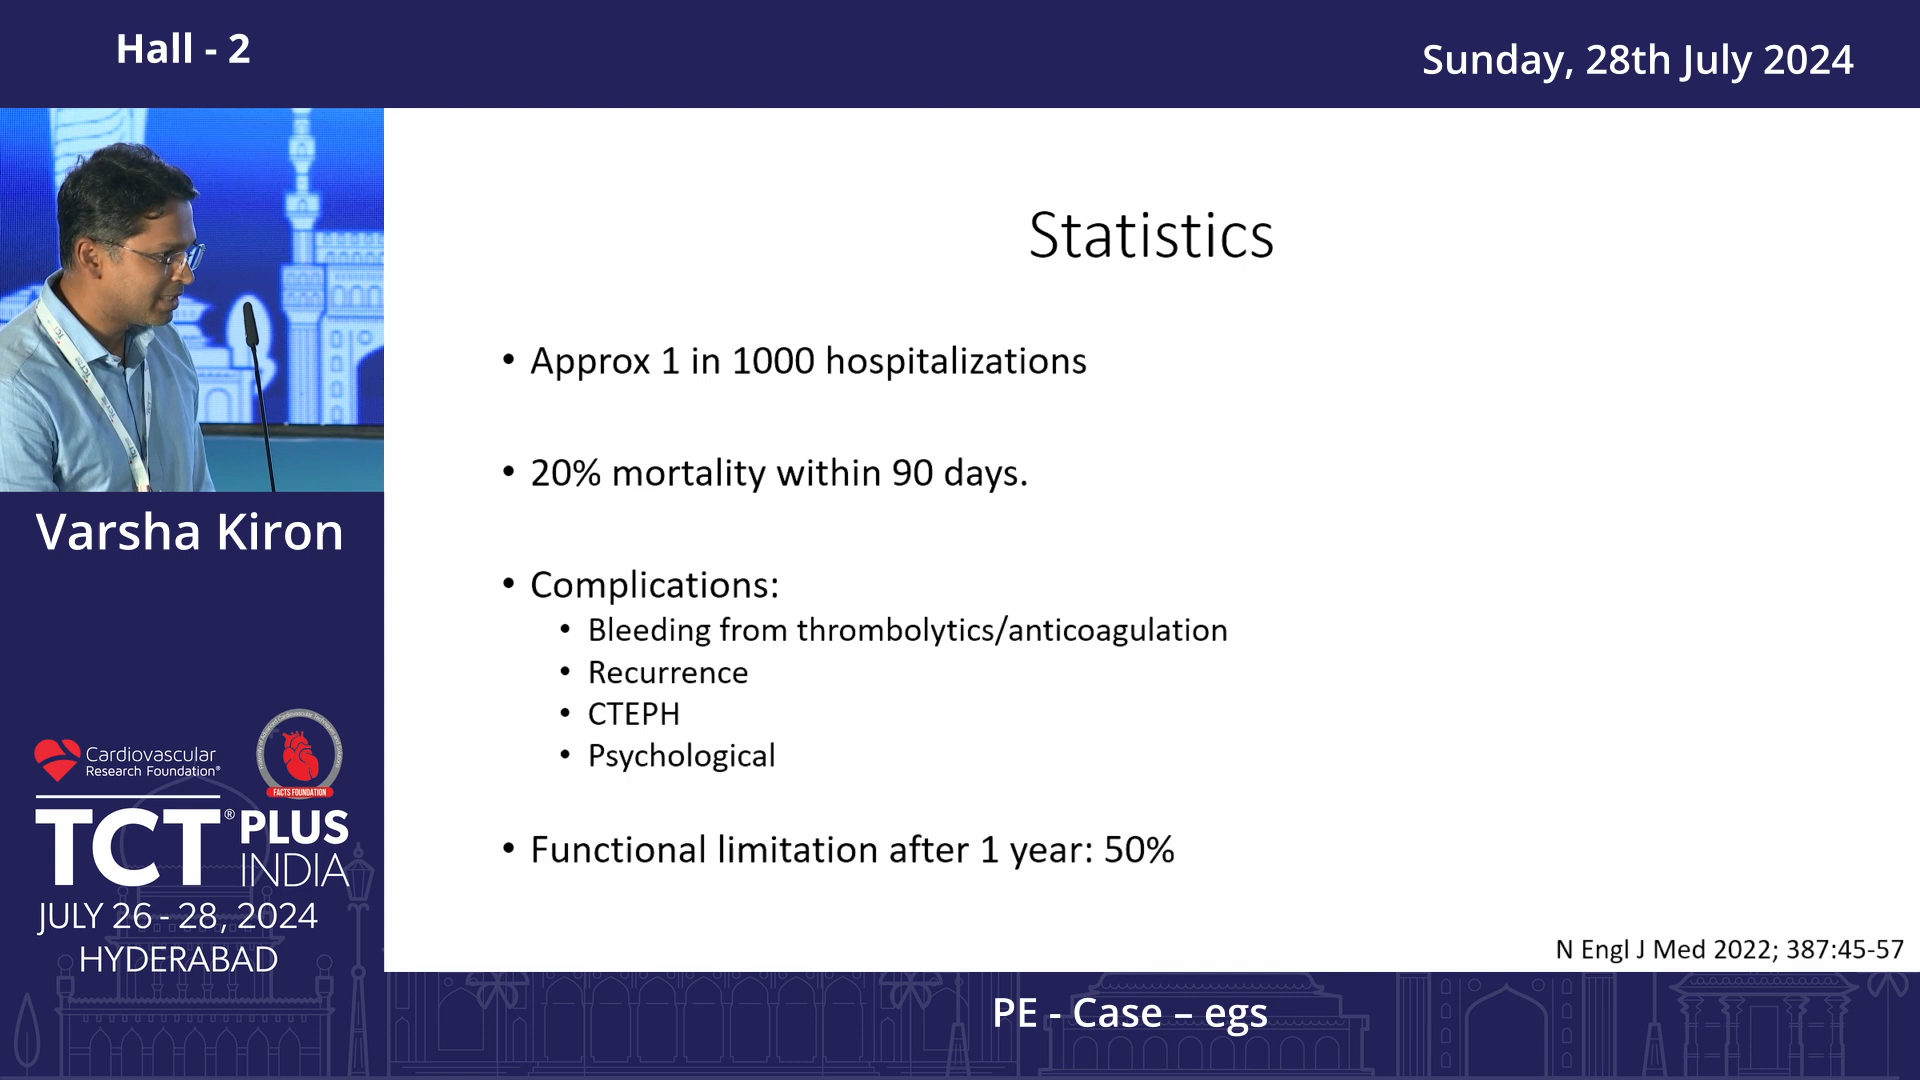 Hall - 2
Sunday, 28th July 2024
Varsha Kiron
Cardiovascular
Research Foundation®
FACTS FOUNDATION
TCT® PLUS
INDIA
JULY 26 - 28, 2024
HYDERABAD
Statistics
• Approx 1 in 1000 hospitalizations
• 20% mortality within 90 days.
• Complications:
• Bleeding from thrombolytics/anticoagulation
• Recurrence
• CTEPH
• Psychological
• Functional limitation after 1 year: 50%
N Engl J Med 2022; 387:45-57
PE - Case – egs